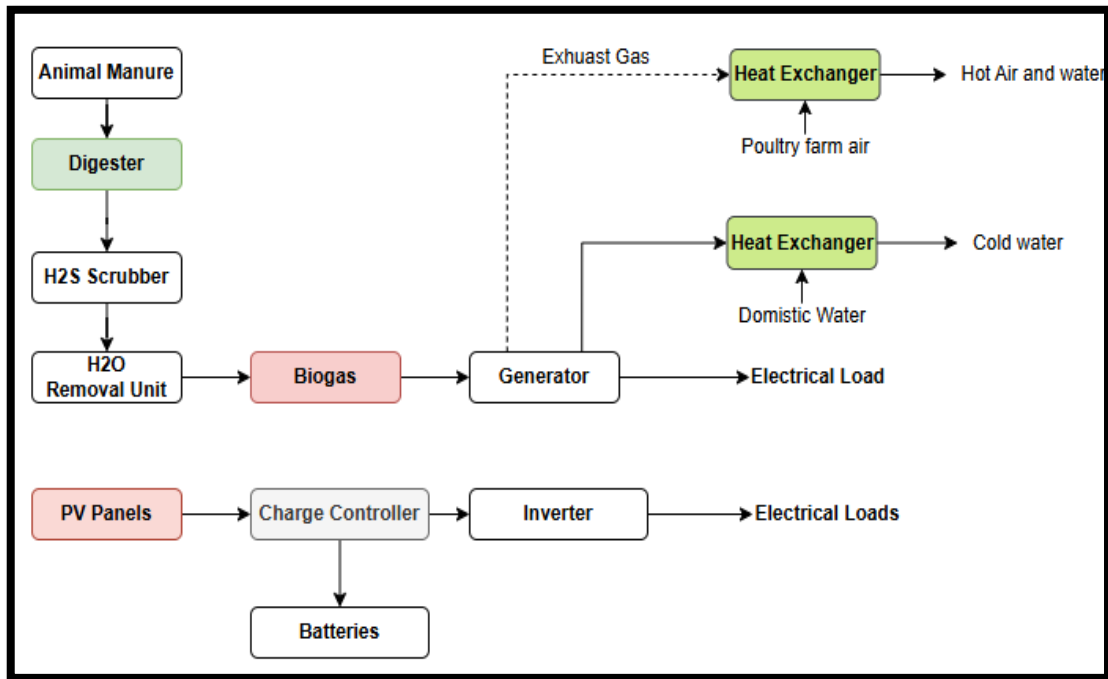 Animal Manure
Exhuast Gas
Heat Exchanger
Hot Air and water
Poultry farm air
Digester
Heat Exchanger
Cold water
H2S Scrubber
Domistic Water
H2O
Removal Unit
Biogas
Generator
Electrical Load
PV Panels
Charge Controller
Inverter
Electrical Loads
Batteries